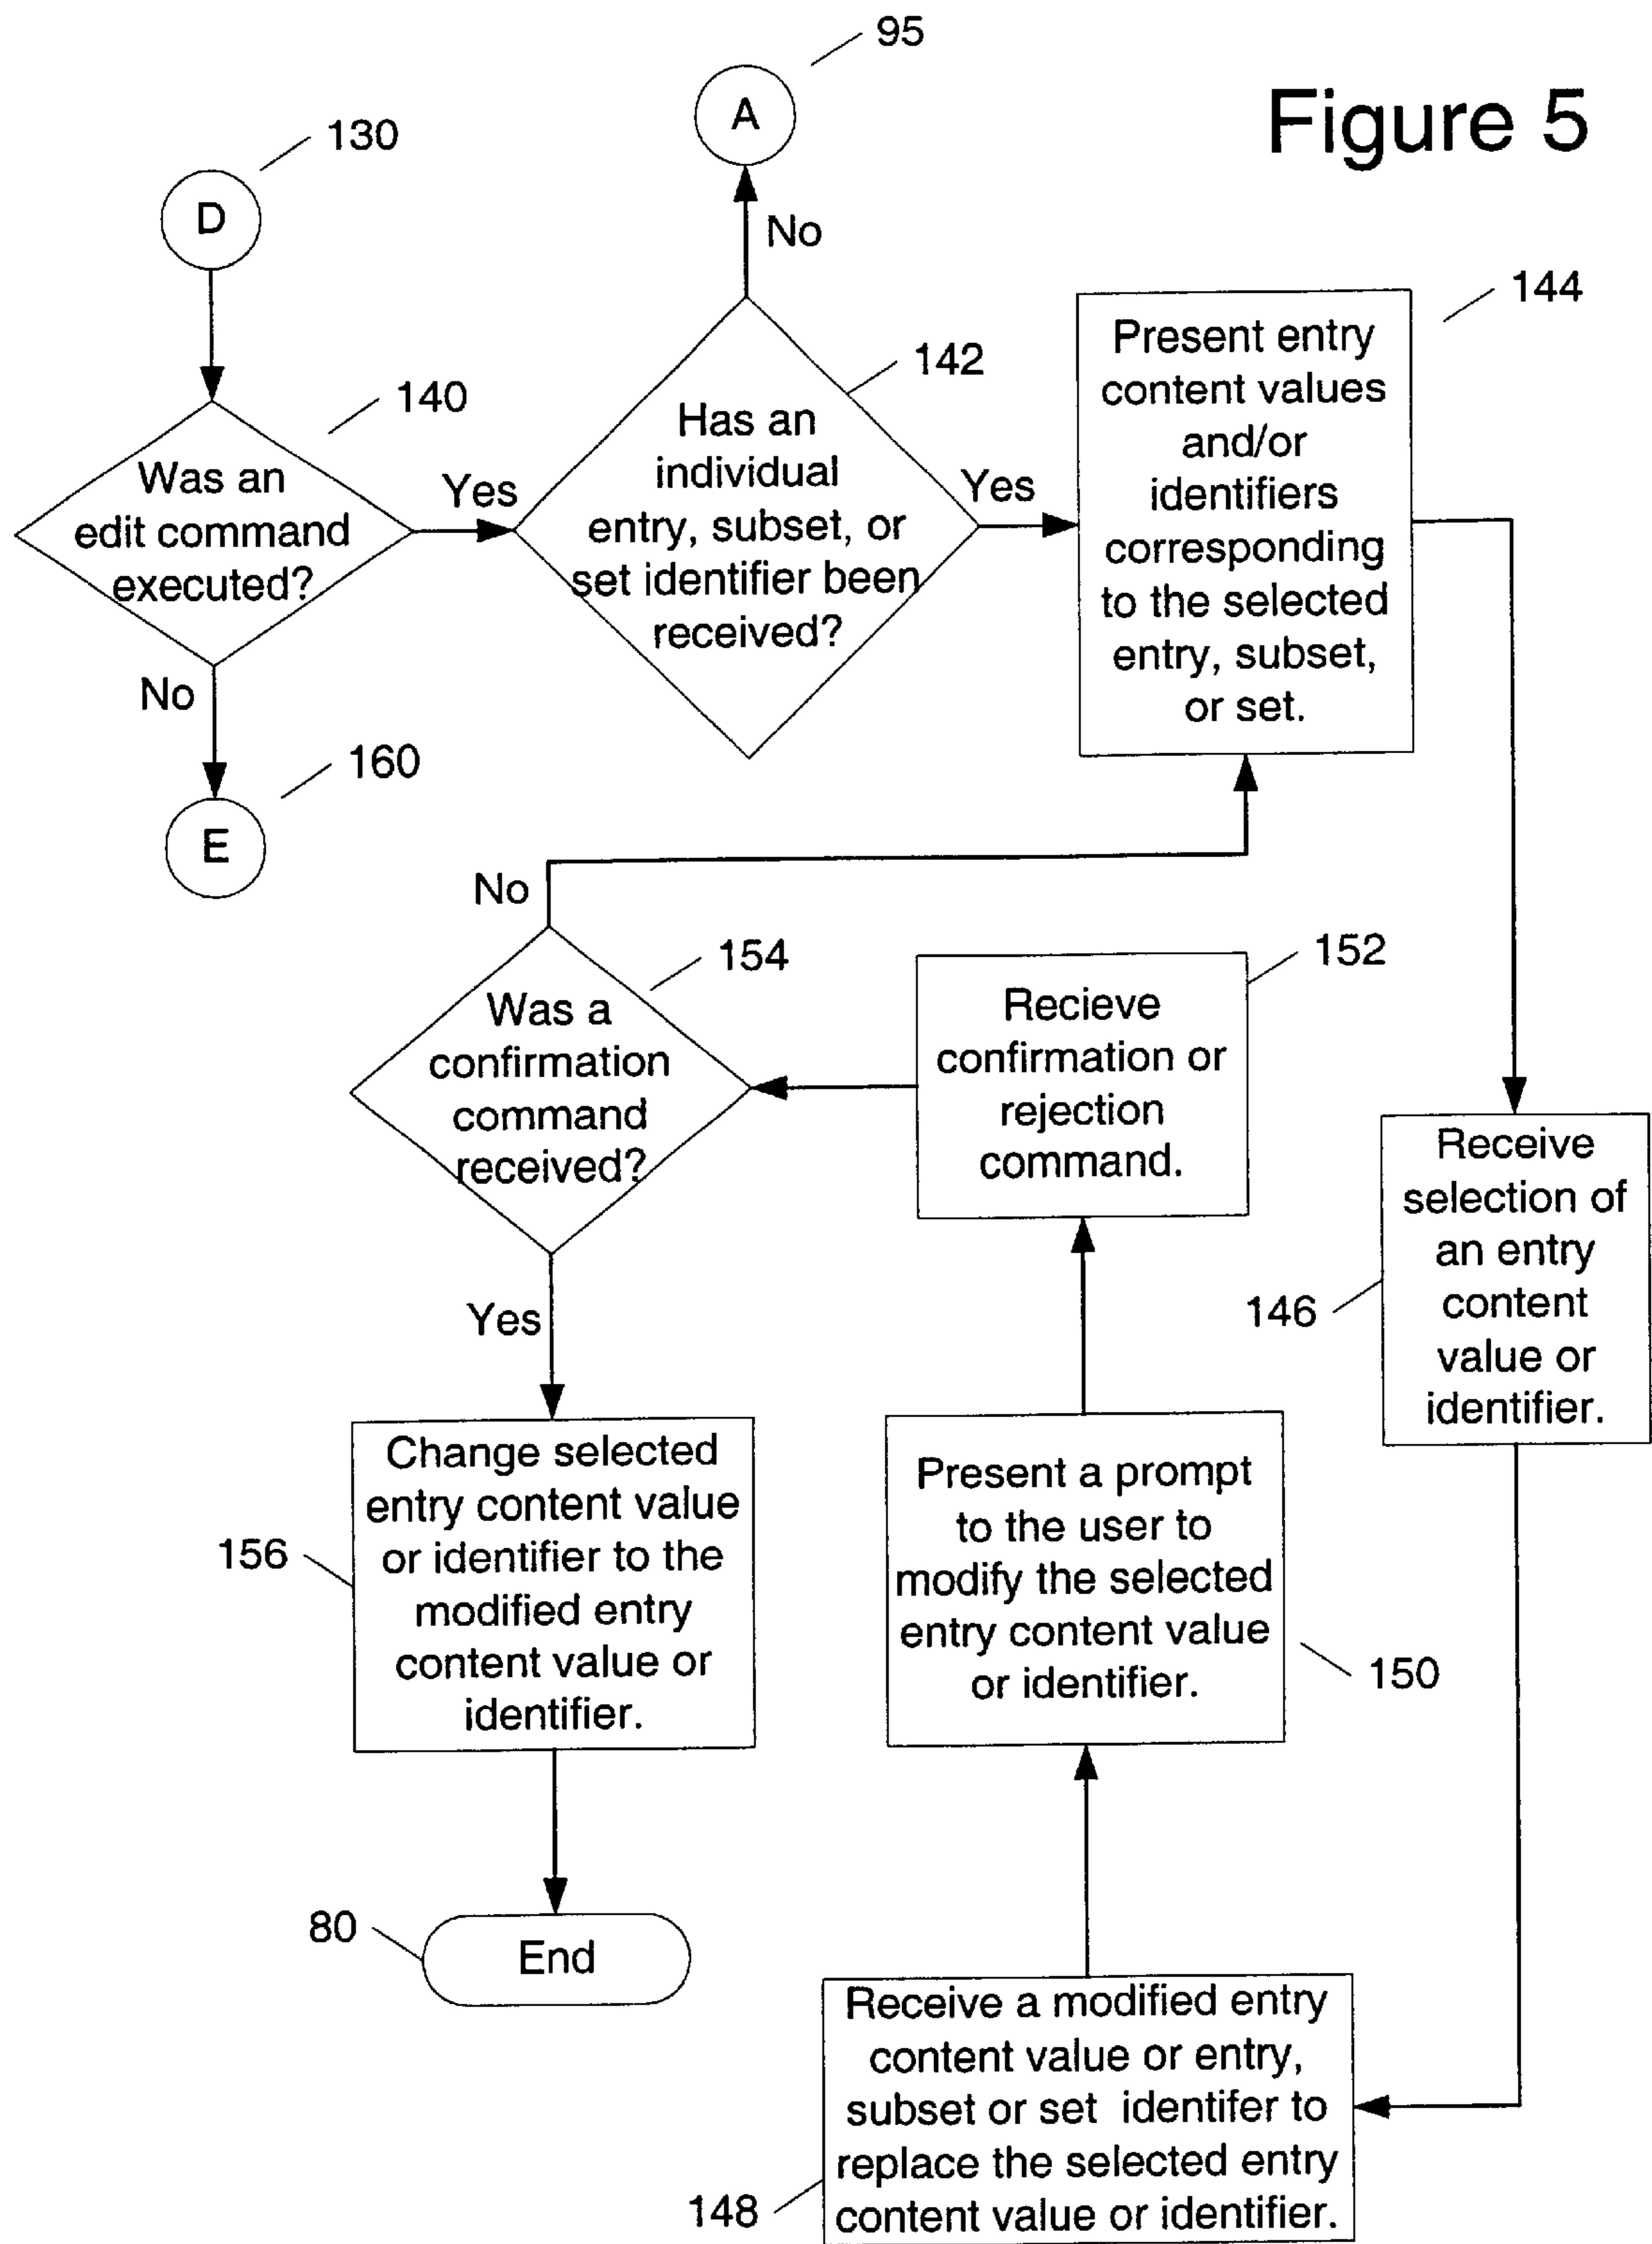 Figure 5
95
A
No
130
D
140
Was an
edit command
executed?
Yes
No
160
E
142
Has an
individual
entry, subset, or
set identifier been
received?
Yes
144
Present entry
content values
and/or
identifiers
corresponding
to the selected
entry, subset,
or set.
No
154
Was a
confirmation
command
received?
152
Recieve
confirmation or
rejection
command.
146
Receive
selection of
an entry
content
value or
identifier.
Yes
156
Change selected
entry content value
or identifier to the
modified entry
content value or
identifier.
150
Present a prompt
to the user to
modify the selected
entry content value
or identifier.
80
End
148
Receive a modified entry
content value or entry,
subset or set identifer to
replace the selected entry
content value or identifier.